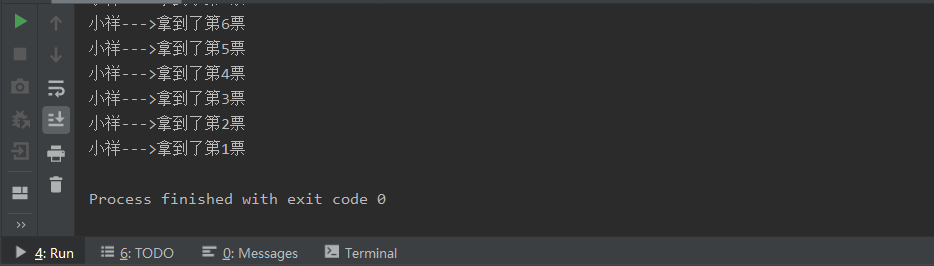 小祥--->拿到了第6票
小祥--->拿到了第5票
小祥--->拿到了第4票
小祥--->拿到了第3票
小祥--->拿到了第2票
小祥--->拿到了第1票
Process finished with exit code 0
4: Run 6: TODO 0: Messages Terminal